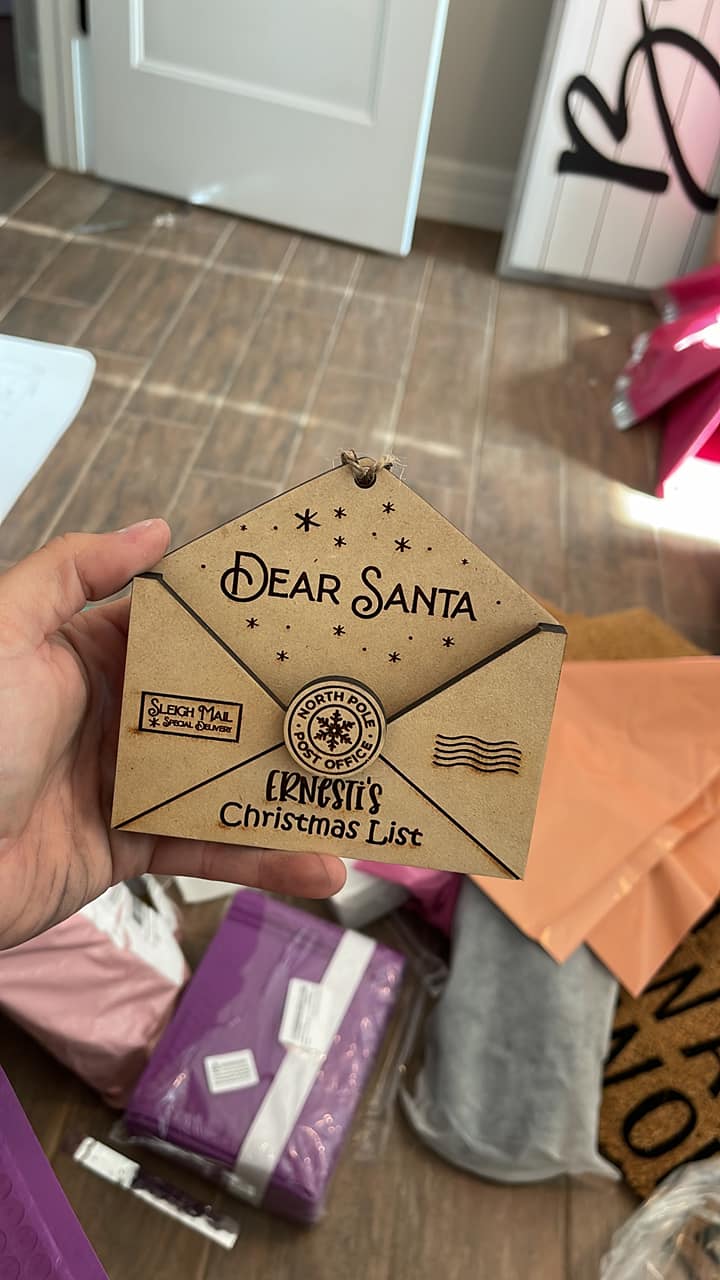 DEAR SANTA
SLEIGH MAIL
SPECIAL DELIVERY
NORTH POLE
POST OFFICE
ERNESTI'S
Christmas List